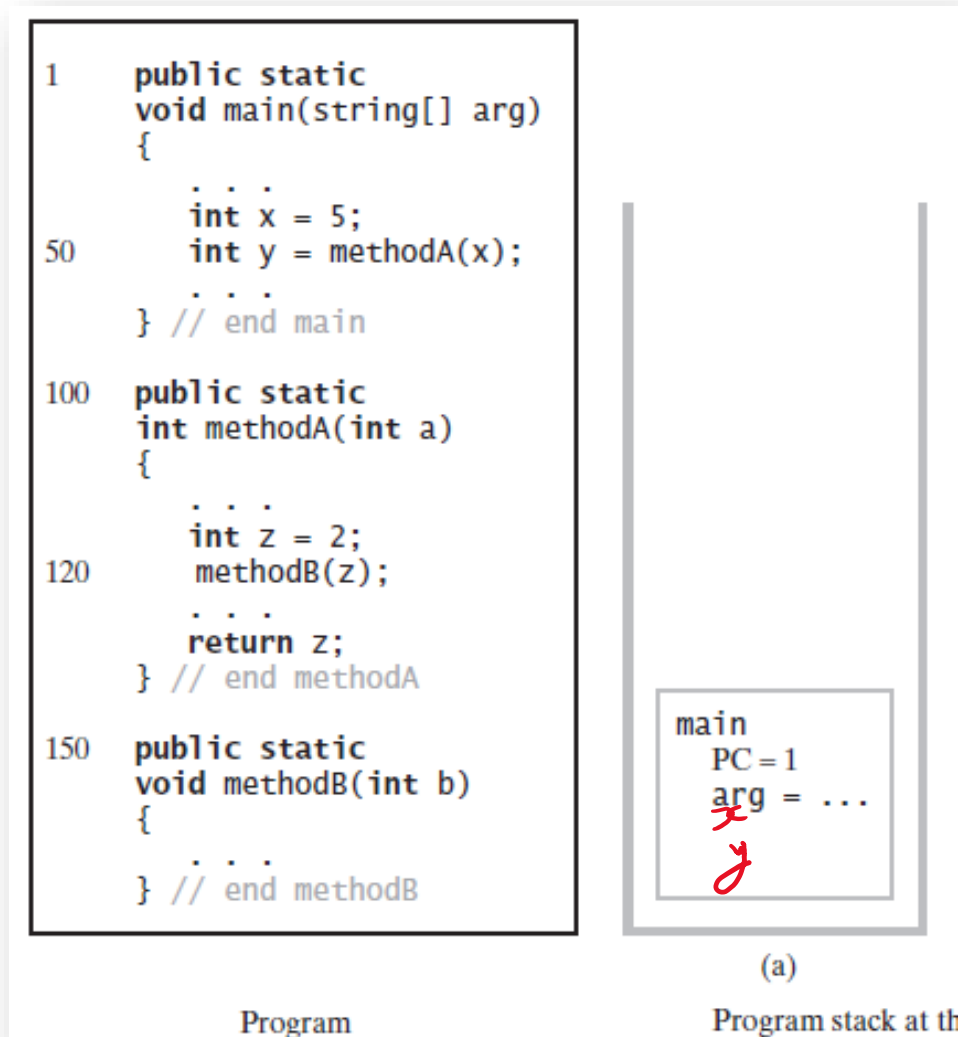 1 public static
void main(string[] arg)
{
. . .
int x = 5;
50 int y = methodA(x);
. . .
} // end main
100 public static
int methodA(int a)
{
. . .
int z = 2;
120 methodB(z);
. . .
return z;
} // end methodA
150 public static
void methodB(int b)
{
. . .
} // end methodB
Program
main
PC = 1
arg = ...
x
y
(a)
Program stack at th